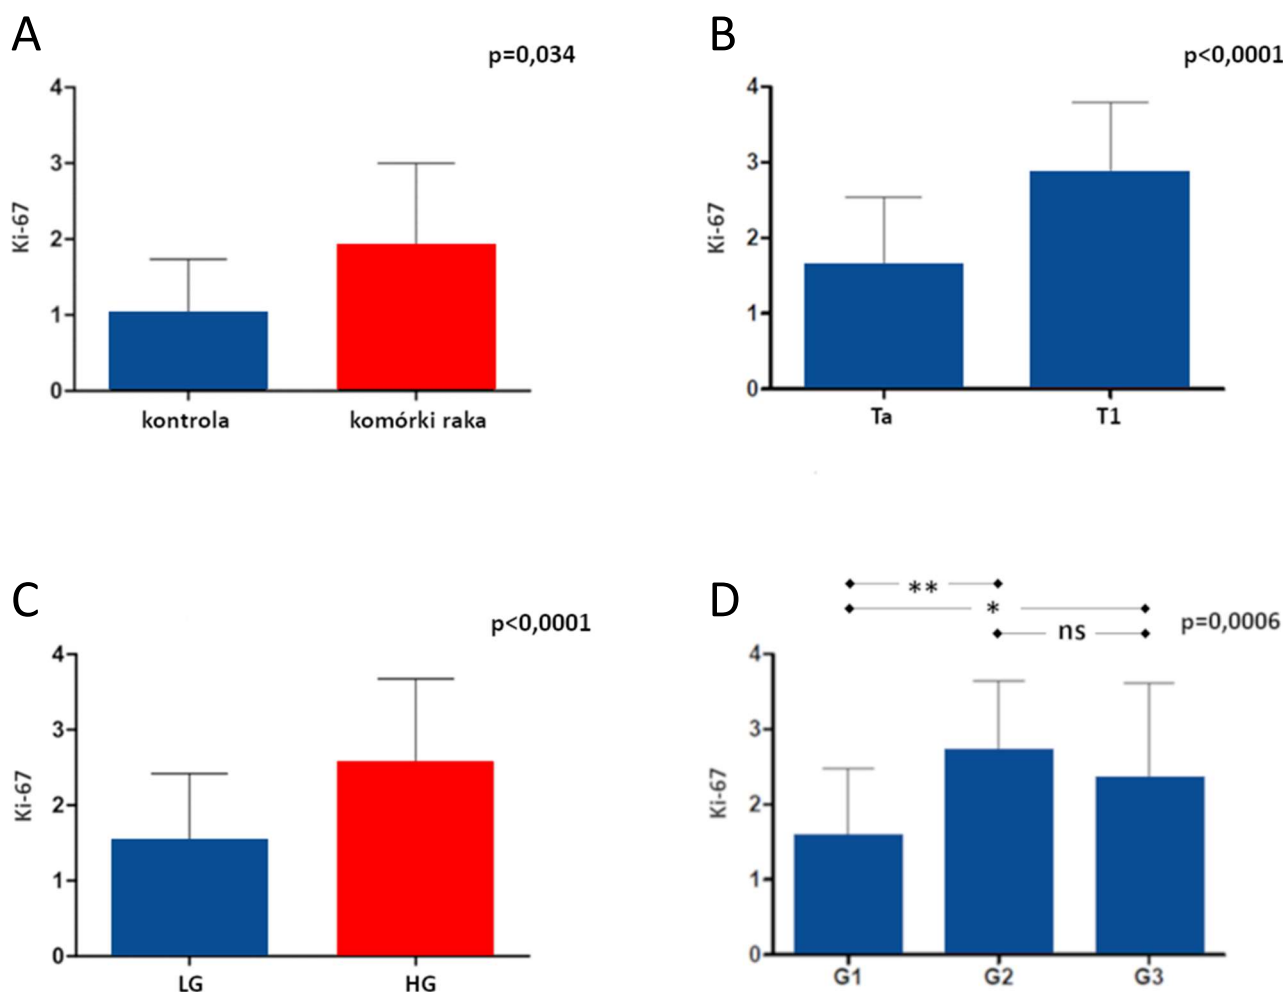 A
p=0,034
4
3
2
1
0
Ki-67
kontrola komórki raka
B
p<0,0001
4
3
2
1
0
Ki-67
Ta T1
C
p<0,0001
4
3
2
1
0
Ki-67
LG HG
D
**
*
ns
p=0,0006
4
3
2
1
0
Ki-67
G1 G2 G3